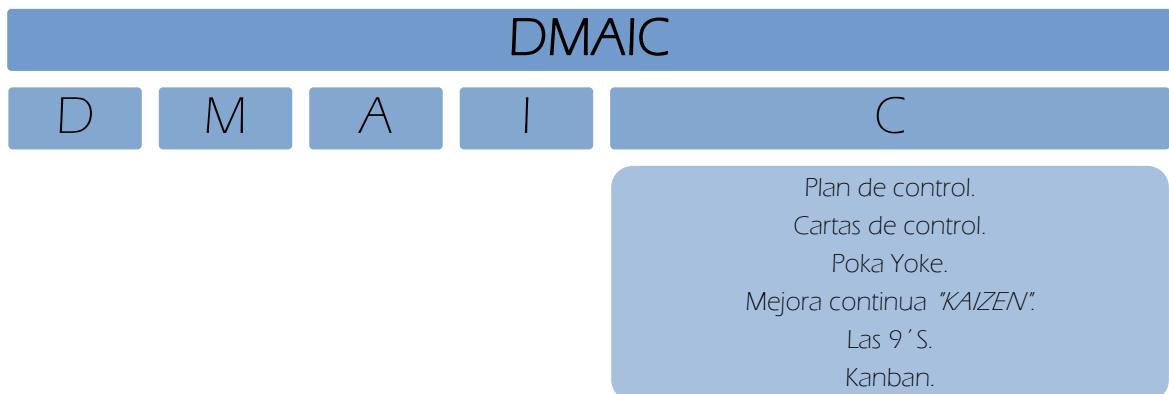 DMAIC
D M A I C
Plan de control.
Cartas de control.
Poka Yoke.
Mejora continua "KAIZEN".
Las 9´S.
Kanban.